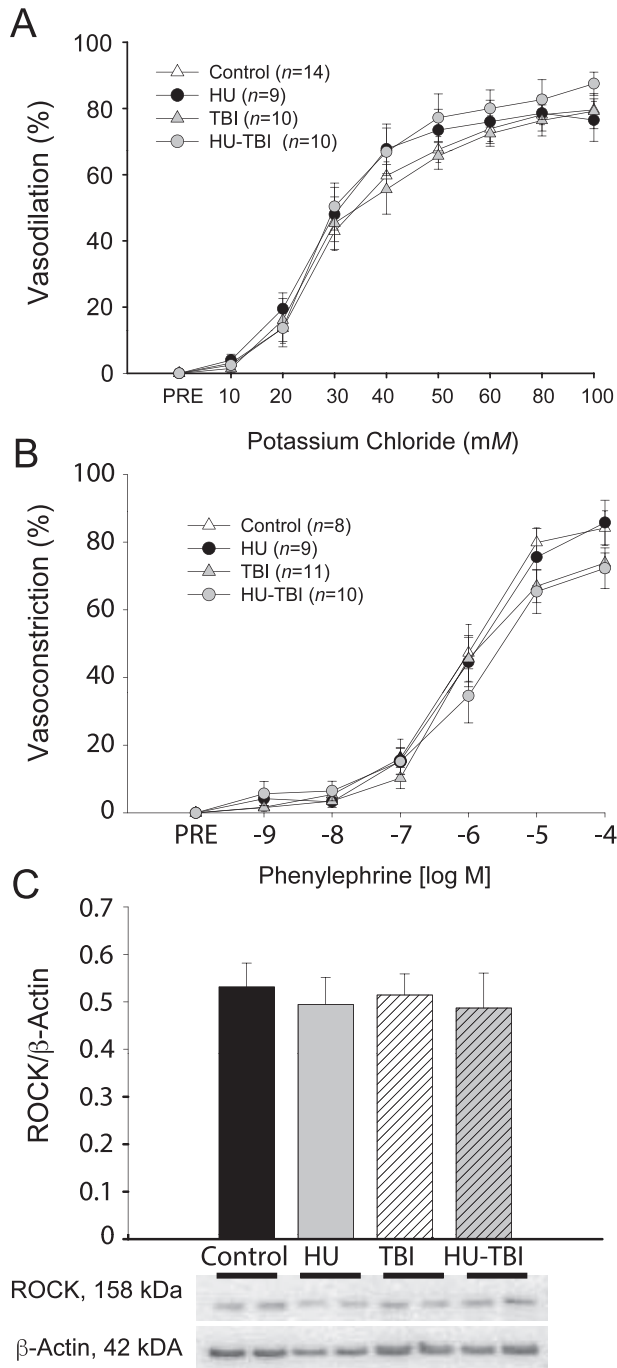 A
Vasodilation (%)
100
80
60
40
20
0
Control (n=14)
HU (n=9)
TBI (n=10)
HU-TBI (n=10)
PRE 10 20 30 40 50 60 80 100
Potassium Chloride (mM)
B
Vasoconstriction (%)
100
80
60
40
20
0
Control (n=8)
HU (n=9)
TBI (n=11)
HU-TBI (n=10)
PRE -9 -8 -7 -6 -5 -4
Phenylephrine [log M]
C
ROCK/β-Actin
0.7
0.6
0.5
0.4
0.3
0.2
0.1
0
Control HU TBI HU-TBI
ROCK, 158 kDa
β-Actin, 42 kDA